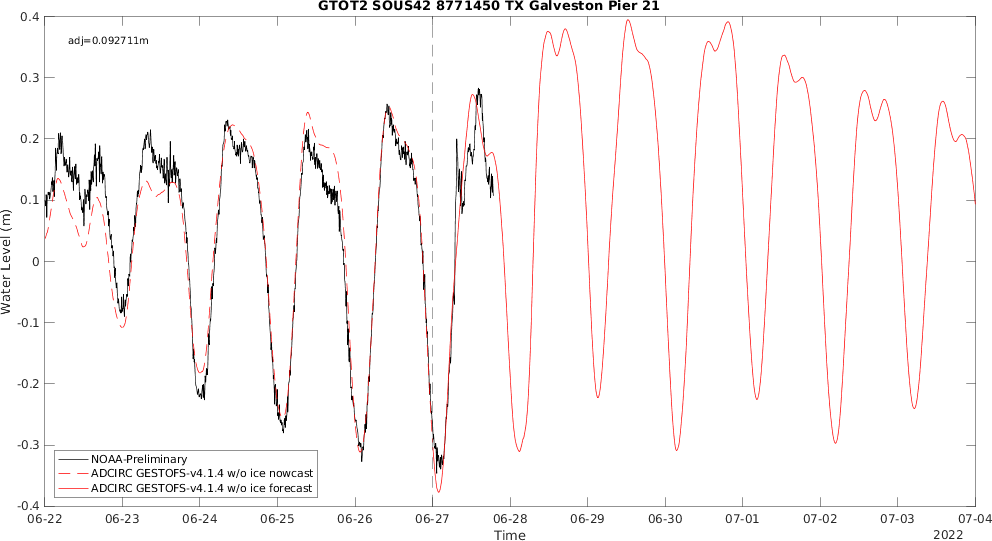 GTOT2 SOUS42 8771450 TX Galveston Pier 21
adj=0.092711m
Water Level (m)
0.4
0.3
0.2
0.1
0
-0.1
-0.2
-0.3
-0.4
NOAA-Preliminary
ADCIRC GESTOFS-v4.1.4 w/o ice nowcast
ADCIRC GESTOFS-v4.1.4 w/o ice forecast
06-22 06-23 06-24 06-25 06-26 06-27 06-28 06-29 06-30 07-01 07-02 07-03 07-04
Time
2022